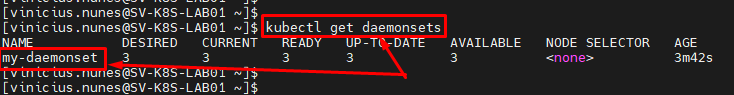 [vinicius.nunes@SV-K8S-LAB01 ~]$
[vinicius.nunes@SV-K8S-LAB01 ~]$ kubectl get daemonsets
NAME DESIRED CURRENT READY UP-TO-DATE AVAILABLE NODE SELECTOR AGE
my-daemonset 3 3 3 3 3 <none> 3m42s
[vinicius.nunes@SV-K8S-LAB01 ~]$
[vinicius.nunes@SV-K8S-LAB01 ~]$